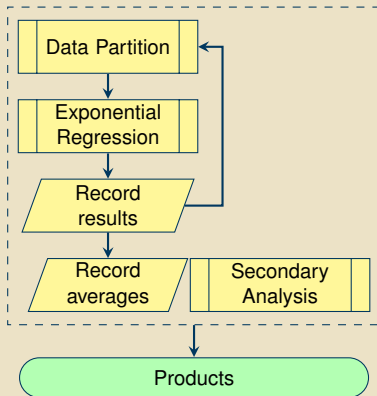 Data Partition
Exponential
Regression
Record
results
Record
averages
Secondary
Analysis
Products